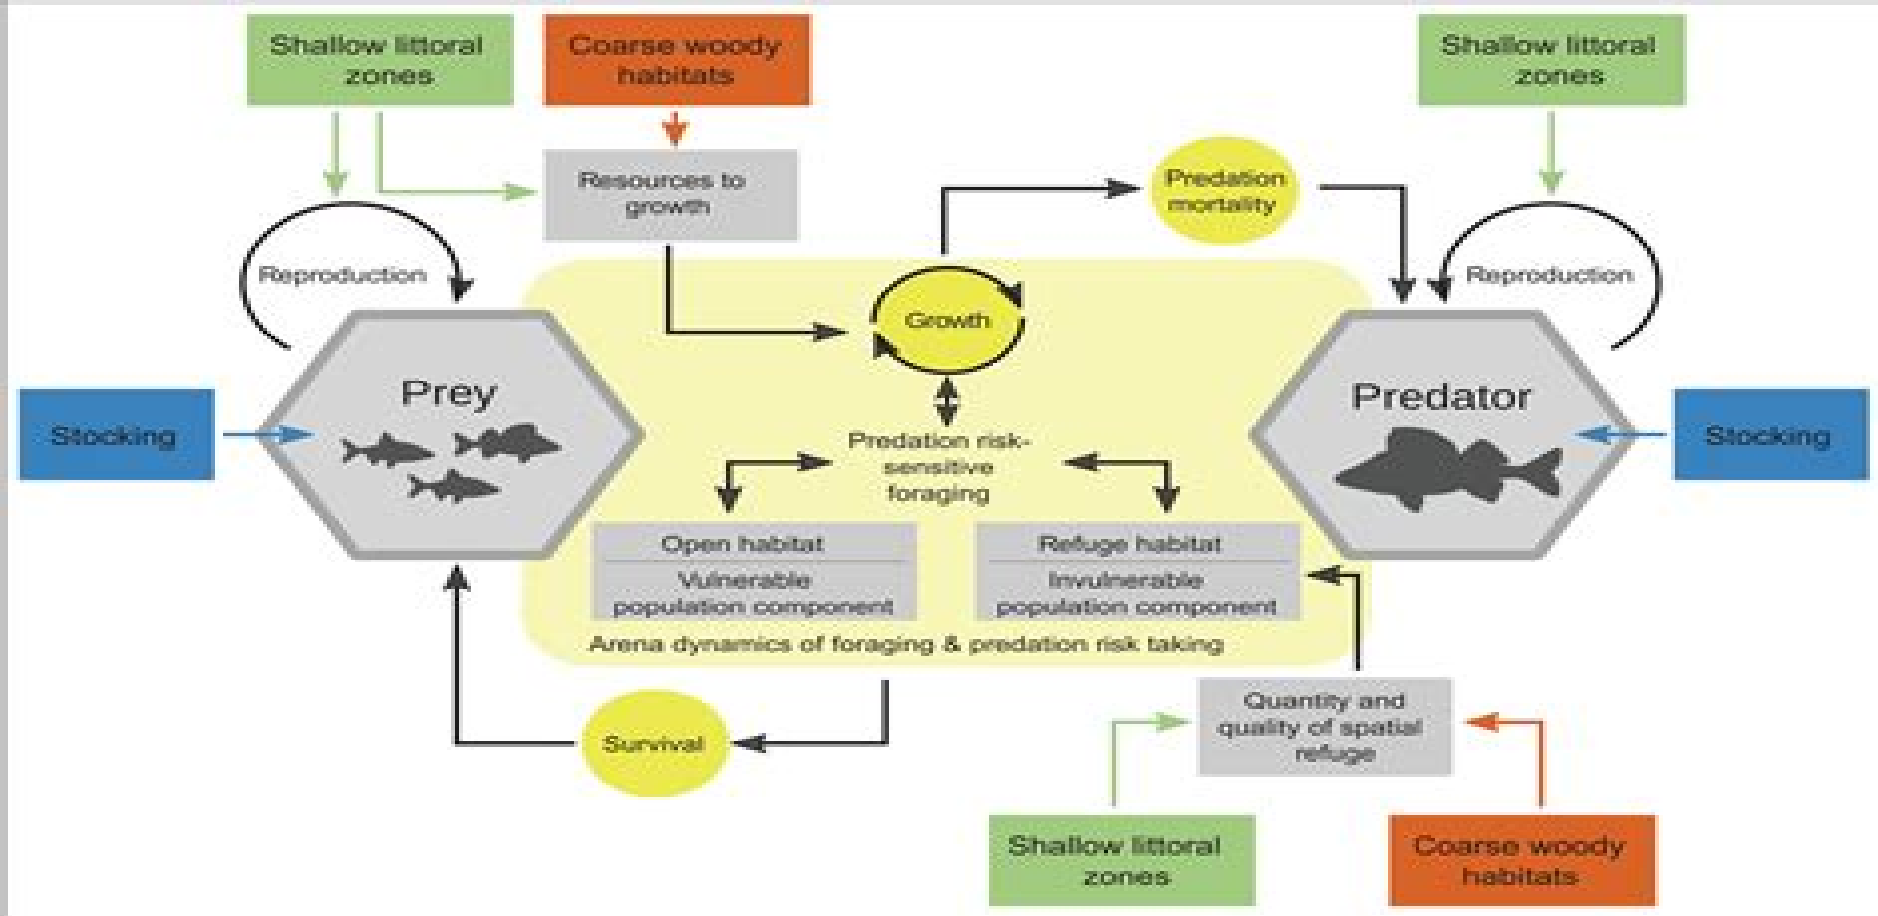 Shallow littoral
zones
Coarse woody
habitats
Shallow littoral
zones
Resources to
growth
Predation
mortality
Reproduction
Reproduction
Growth
Prey
Predator
Stocking
Stocking
Predation risk-
sensitive
foraging
Open habitat
Vulnerable
population component
Refuge habitat
Invulnerable
population component
Arena dynamics of foraging & predation risk taking
Survival
Quantity and
quality of spatial
refuge
Shallow littoral
zones
Coarse woody
habitats